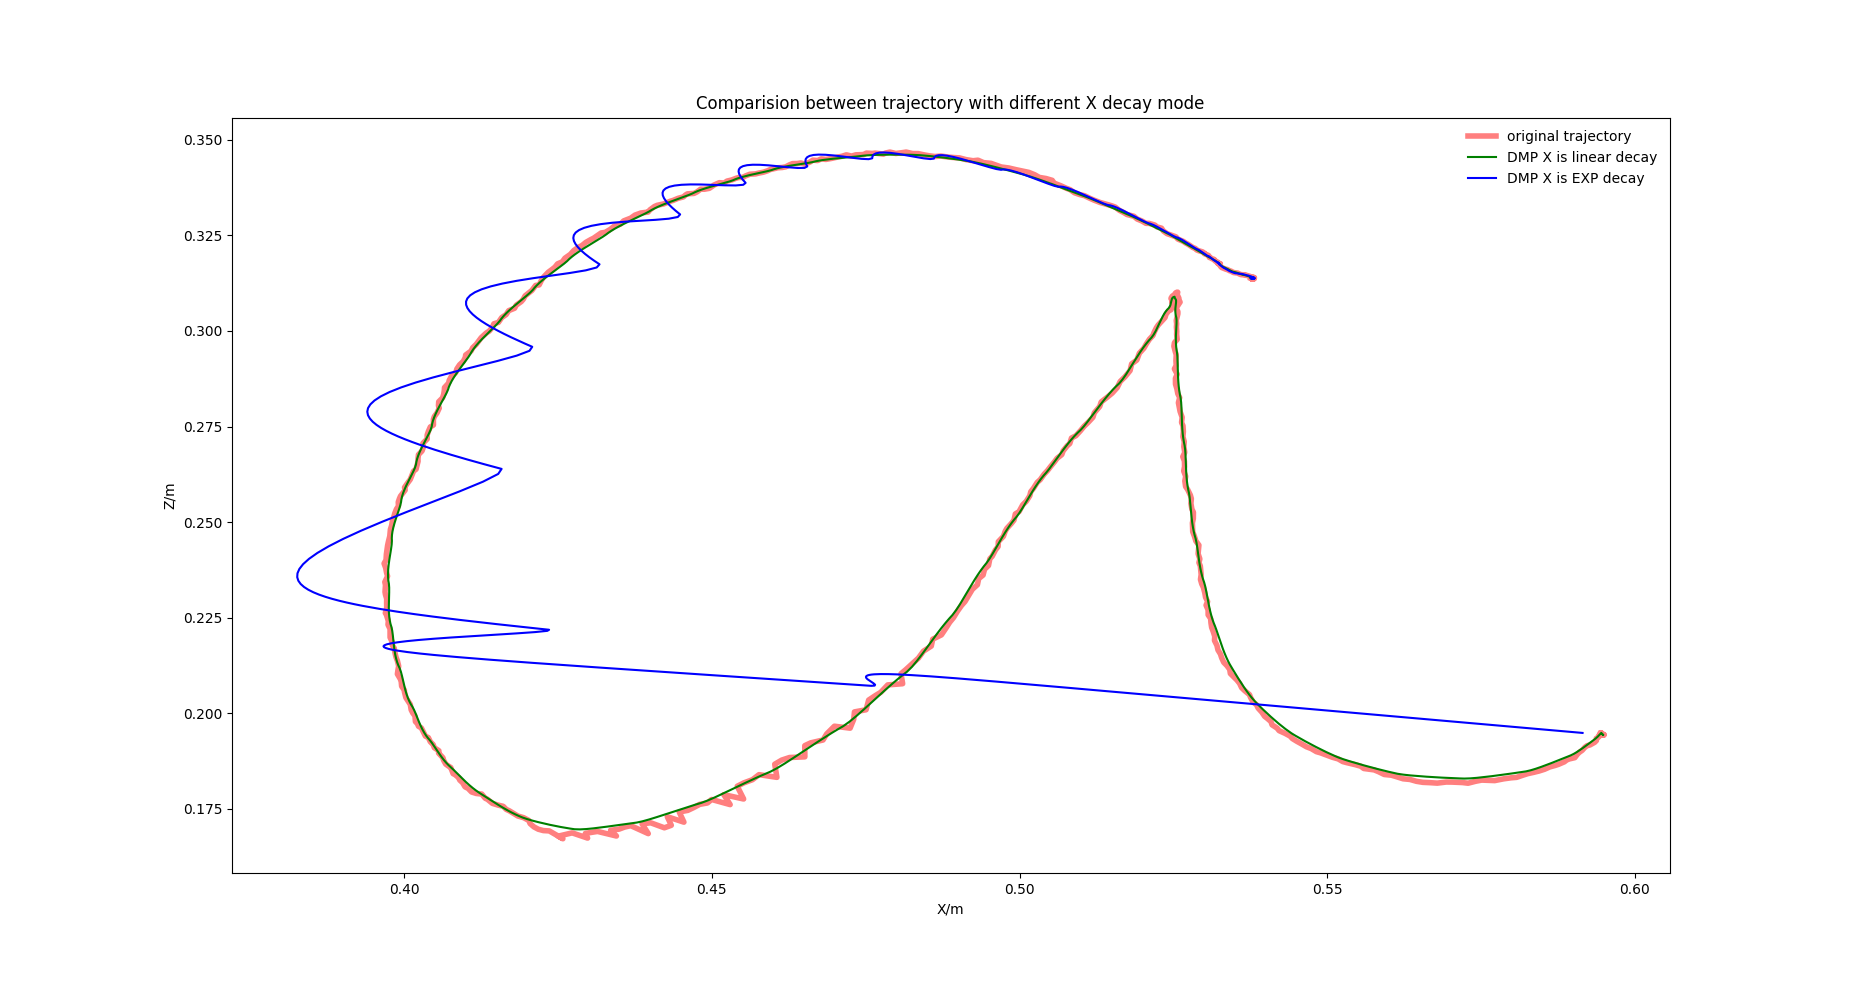 Comparision between trajectory with different X decay mode
original trajectory
DMP X is linear decay
DMP X is EXP decay
0.350
0.325
0.300
0.275
0.250
0.225
0.200
0.175
Z/m
0.40 0.45 0.50 0.55 0.60
X/m